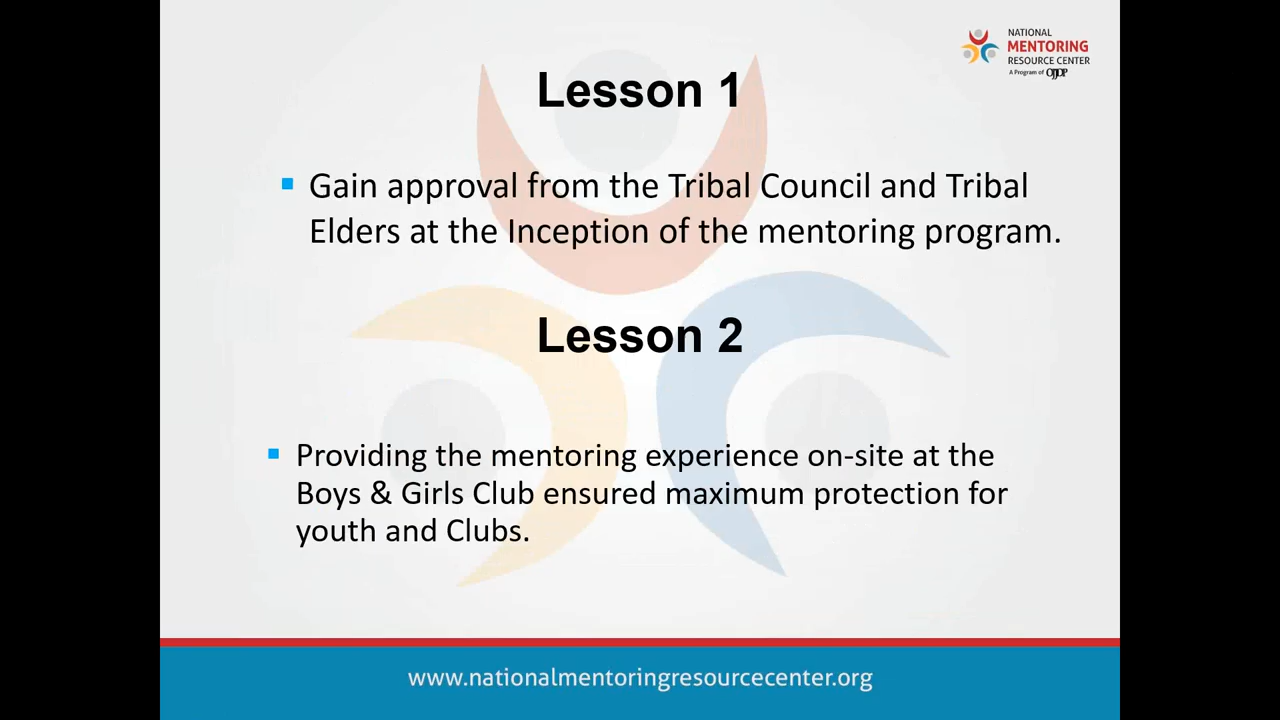 NATIONAL
MENTORING
RESOURCE CENTER
A Program of OJJDP
Lesson 1
Gain approval from the Tribal Council and Tribal
Elders at the Inception of the mentoring program.
Lesson 2
Providing the mentoring experience on-site at the
Boys & Girls Club ensured maximum protection for
youth and Clubs.
www.nationalmentoringresourcecenter.org